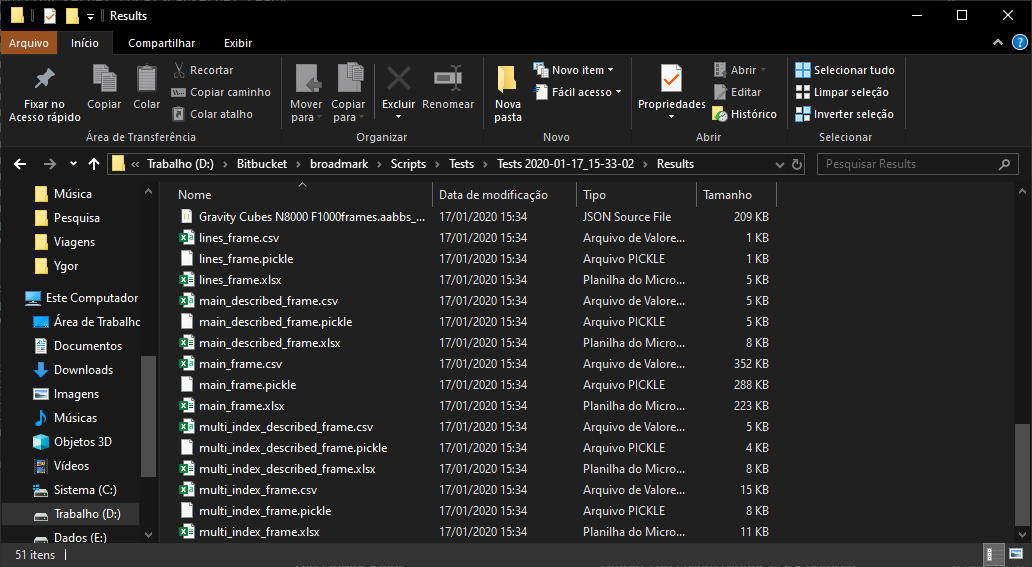 Results
Arquivo Início Compartilhar Exibir
Fixar no Acesso rápido
Copiar
Colar
Recortar
Copiar caminho
Colar atalho
Área de Transferência
Mover para
Copiar para
Excluir
Renomear
Organizar
Nova pasta
Novo item
Fácil acesso
Novo
Propriedades
Abrir
Editar
Histórico
Abrir
Selecionar tudo
Limpar seleção
Inverter seleção
Selecionar
« Trabalho (D:) › Bitbucket › broadmark › Scripts › Tests › Tests 2020-01-17_15-33-02 › Results
Pesquisar Results
Música
Pesquisa
Viagens
Ygor
Este Computador
Área de Trabalho
Documentos
Downloads
Imagens
Músicas
Objetos 3D
Vídeos
Sistema (C:)
Trabalho (D:)
Dados (E:)
Nome Data de modificação Tipo Tamanho
Gravity Cubes N8000 F1000frames.aabbs_... 17/01/2020 15:34 JSON Source File 209 KB
lines_frame.csv 17/01/2020 15:34 Arquivo de Valore... 1 KB
lines_frame.pickle 17/01/2020 15:34 Arquivo PICKLE 1 KB
lines_frame.xlsx 17/01/2020 15:34 Planilha do Micro... 5 KB
main_described_frame.csv 17/01/2020 15:34 Arquivo de Valore... 5 KB
main_described_frame.pickle 17/01/2020 15:34 Arquivo PICKLE 5 KB
main_described_frame.xlsx 17/01/2020 15:34 Planilha do Micro... 8 KB
main_frame.csv 17/01/2020 15:34 Arquivo de Valore... 352 KB
main_frame.pickle 17/01/2020 15:34 Arquivo PICKLE 288 KB
main_frame.xlsx 17/01/2020 15:34 Planilha do Micro... 223 KB
multi_index_described_frame.csv 17/01/2020 15:34 Arquivo de Valore... 5 KB
multi_index_described_frame.pickle 17/01/2020 15:34 Arquivo PICKLE 4 KB
multi_index_described_frame.xlsx 17/01/2020 15:34 Planilha do Micro... 8 KB
multi_index_frame.csv 17/01/2020 15:34 Arquivo de Valore... 15 KB
multi_index_frame.pickle 17/01/2020 15:34 Arquivo PICKLE 8 KB
multi_index_frame.xlsx 17/01/2020 15:34 Planilha do Micro... 11 KB
51 itens